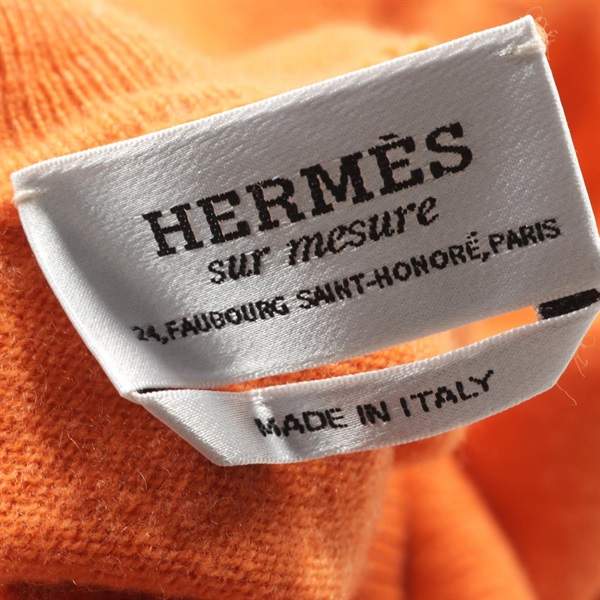 HERMÈS
sur mesure
24, FAUBOURG SAINT-HONORÉ, PARIS
MADE IN ITALY